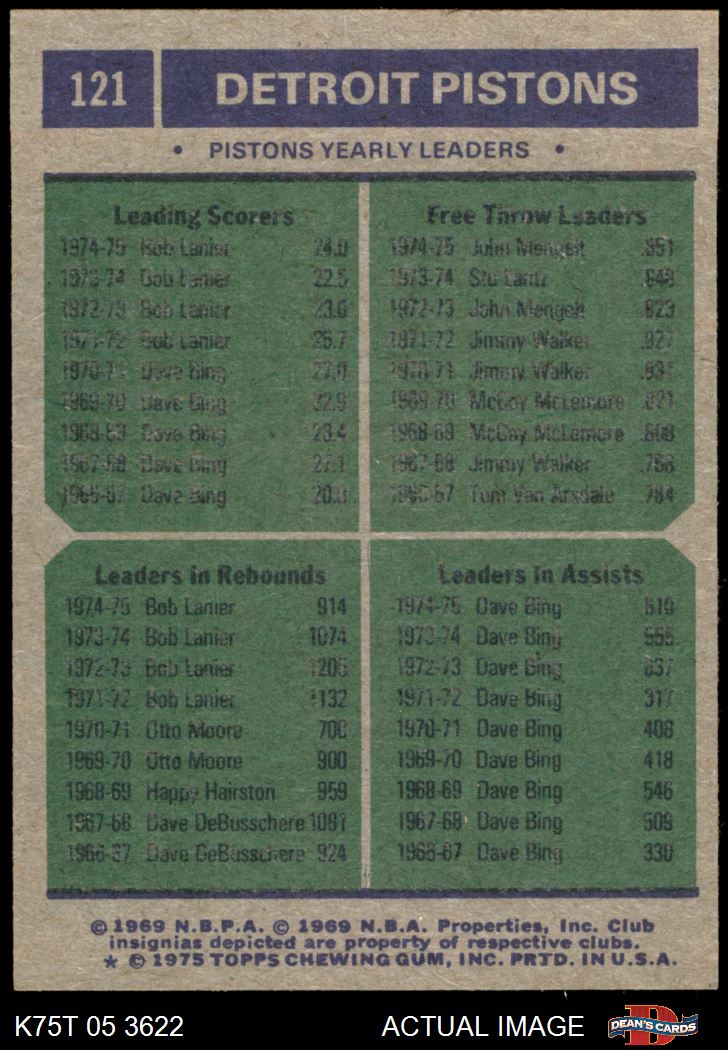 121 DETROIT PISTONS
• PISTONS YEARLY LEADERS •
Leading Scorers
1974-75 Bob Lanier 24.0
1973-74 Bob Lanier 22.5
1972-73 Bob Lanier
1971-72 Bob Lanier 25.7
1970-71 Dave Bing 27.0
1969-70 Dave Bing 22.9
1968-69 Dave Bing 23.4
1967-68 Dave Bing 27.1
1966-67 Dave Bing 20.0
Free Throw Leaders
1974-75 John Mengelt
1973-74 Stu Lantz
1972-73 John Mengelt
1971-72 Jimmy Walker .827
1970-71 Jimmy Walker .831
1969-70 McCoy McLemore .821
1968-69 McCoy McLemore
1967-68 Jimmy Walker
1966-67 Tom Van Arsdale .784
Leaders in Rebounds
1974-75 Bob Lanier 914
1973-74 Bob Lanier 1074
1972-73 Bob Lanier 1205
1971-72 Bob Lanier 1132
1970-71 Otto Moore 700
1969-70 Otto Moore 900
1968-69 Happy Hairston 959
1967-68 Dave DeBusschere 1081
1966-67 Dave DeBusschere 924
Leaders in Assists
1974-75 Dave Bing 610
1973-74 Dave Bing 555
1972-73 Dave Bing 637
1971-72 Dave Bing 317
1970-71 Dave Bing 408
1969-70 Dave Bing 418
1968-69 Dave Bing 546
1967-68 Dave Bing 509
1966-67 Dave Bing 330
© 1969 N.B.P.A. © 1969 N.B.A. Properties, Inc. Club
insignias depicted are property of respective clubs.
* © 1975 TOPPS CHEWING GUM, INC. PRTD. IN U.S.A.
K75T 05 3622 ACTUAL IMAGE DEAN'S CARDS